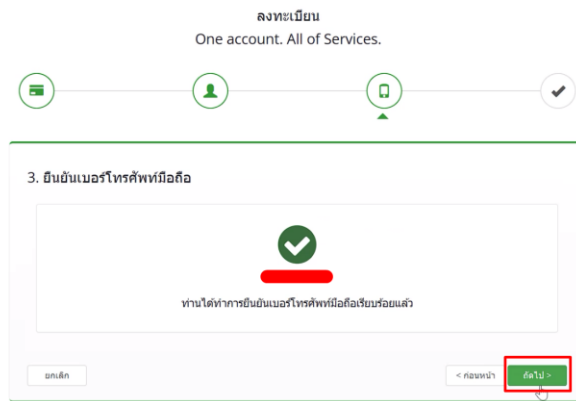 ลงทะเบียน
One account. All of Services.
3. ยืนยันเบอร์โทรศัพท์มือถือ
ท่านได้ทำการยืนยันเบอร์โทรศัพท์มือถือเรียบร้อยแล้ว
ยกเลิก
< ก่อนหน้า
ถัดไป >